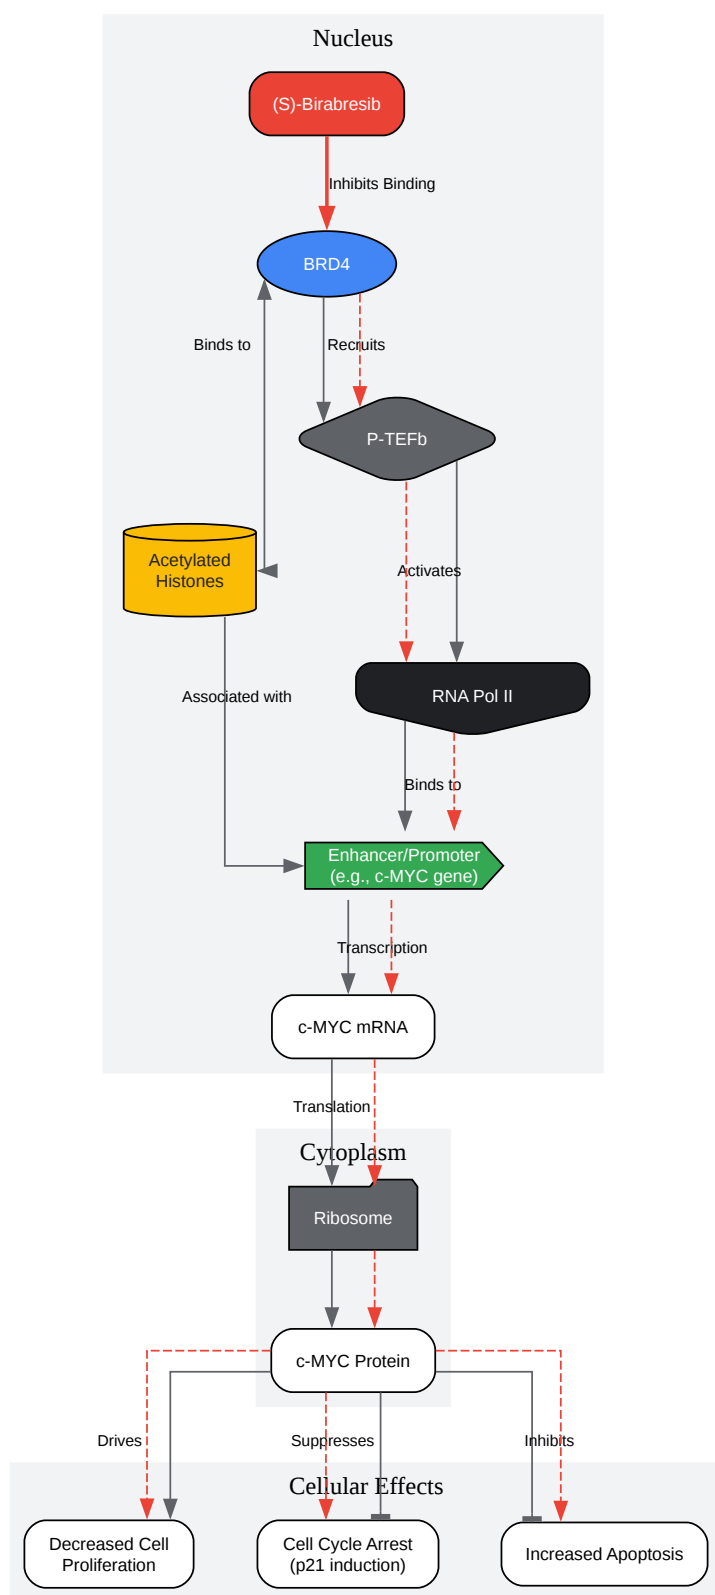 Nucleus
(S)-Birabresib
Inhibits Binding
BRD4
Binds to
Recruits
P-TEFb
Acetylated
Histones
Activates
Associated with
RNA Pol II
Binds to
Enhancer/Promoter
(e.g., c-MYC gene)
Transcription
c-MYC mRNA
Translation
Cytoplasm
Ribosome
c-MYC Protein
Drives
Suppresses
Inhibits
Cellular Effects
Decreased Cell
Proliferation
Cell Cycle Arrest
(p21 induction)
Increased Apoptosis